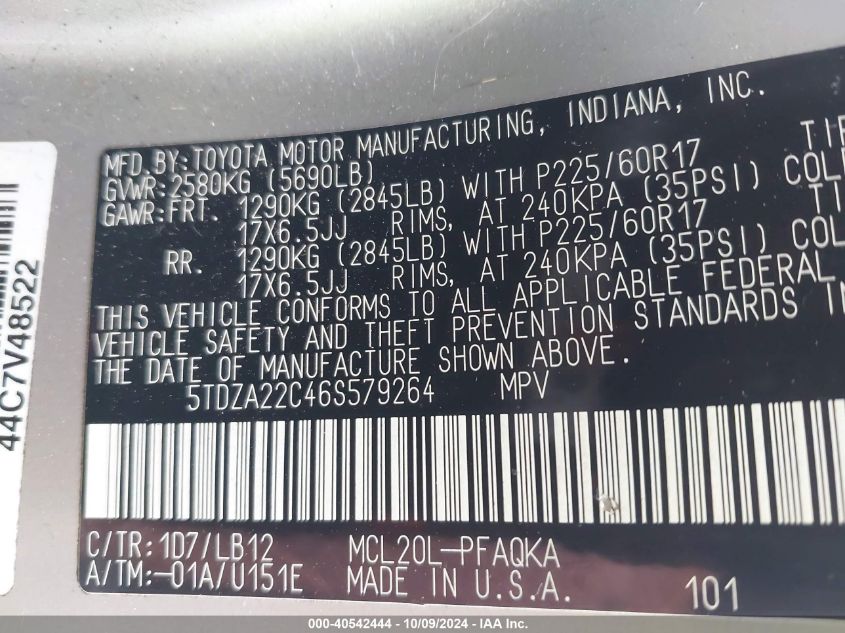 MFD. BY: TOYOTA MOTOR MANUFACTURING, INDIANA, INC.
GVWR: 2580KG (5690LB)
GAWR: FRT. 1290KG (2845LB) WITH P225/60R17
17X6.5JJ RIMS, AT 240KPA (35PSI)
RR. 1290KG (2845LB) WITH P225/60R17
17X6.5JJ RIMS, AT 240KPA (35PSI)
THIS VEHICLE CONFORMS TO ALL APPLICABLE FEDERAL
VEHICLE SAFETY AND THEFT PREVENTION STANDARDS
THE DATE OF MANUFACTURE SHOWN ABOVE.
5TDZA22C46S579264 MPV
C/TR: 1D7/LB12 MCL20L-PFAQKA
A/TM:-01A/U151E MADE IN U.S.A. 101
44C7V48522
000-40542444 - 10/09/2024 - IAA Inc.